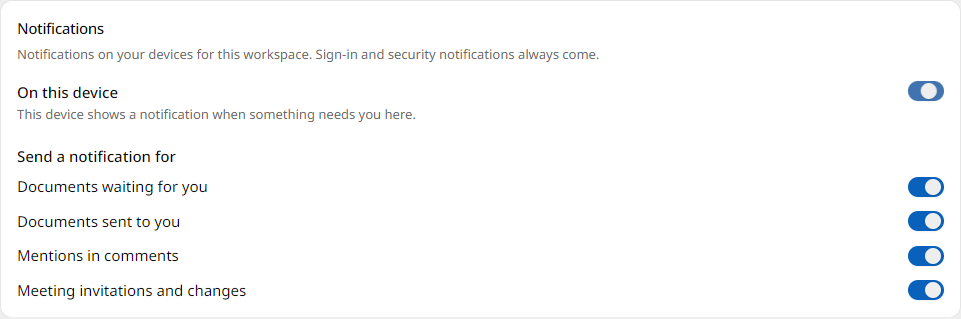 Notifications
Notifications on your devices for this workspace. Sign-in and security notifications always come.
On this device
This device shows a notification when something needs you here.
Send a notification for
Documents waiting for you
Documents sent to you
Mentions in comments
Meeting invitations and changes